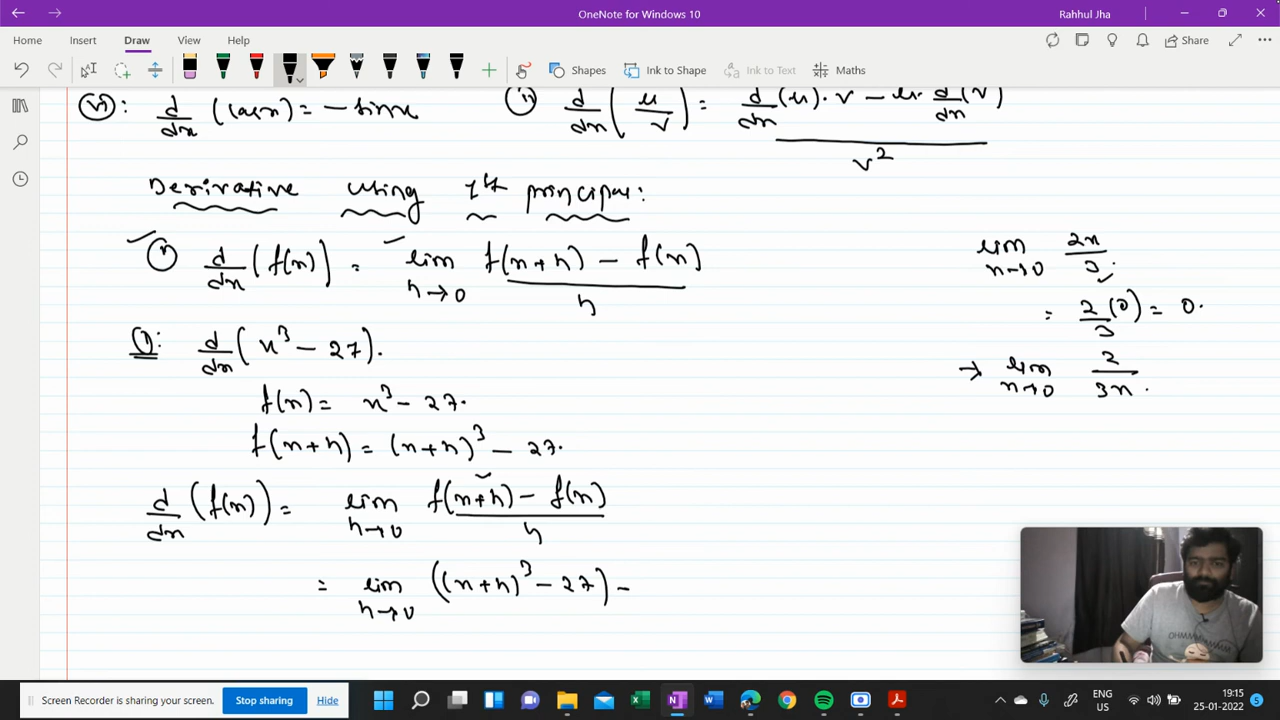 OneNote for Windows 10
Rahhul Jha
Home Insert Draw View Help
Share
Shapes Ink to Shape Ink to Text Maths
(vi): d/dx (cos x) = - sin x
d/dx (u/v) = d/dx (u) · v - u · d/dx (v) / v²
Derivative using 1st principal:
(1) d/dx (f(x)) = lim h→0 f(x+h) - f(x) / h
lim x→0 2x/3
= 2(0)/3 = 0.
→ lim x→0 2/3x.
(1): d/dx (x³ - 27).
f(x) = x³ - 27.
f(x+h) = (x+h)³ - 27.
d/dx (f(x)) = lim h→0 f(x+h) - f(x) / h
= lim h→0 ((x+h)³ - 27) -
Screen Recorder is sharing your screen. Stop sharing Hide
ENG
US
19:15
25-01-2022
5